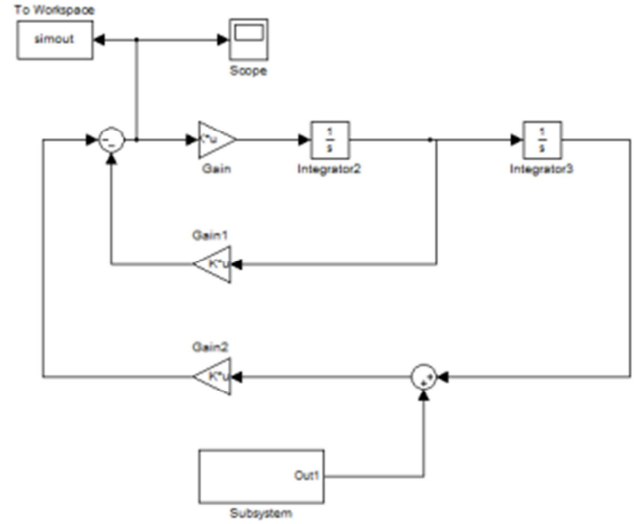 To Workspace
simout
Scope
K*u
Gain
1
s
Integrator2
1
s
Integrator3
Gain1
K*u
Gain2
K*u
Out1
Subsystem